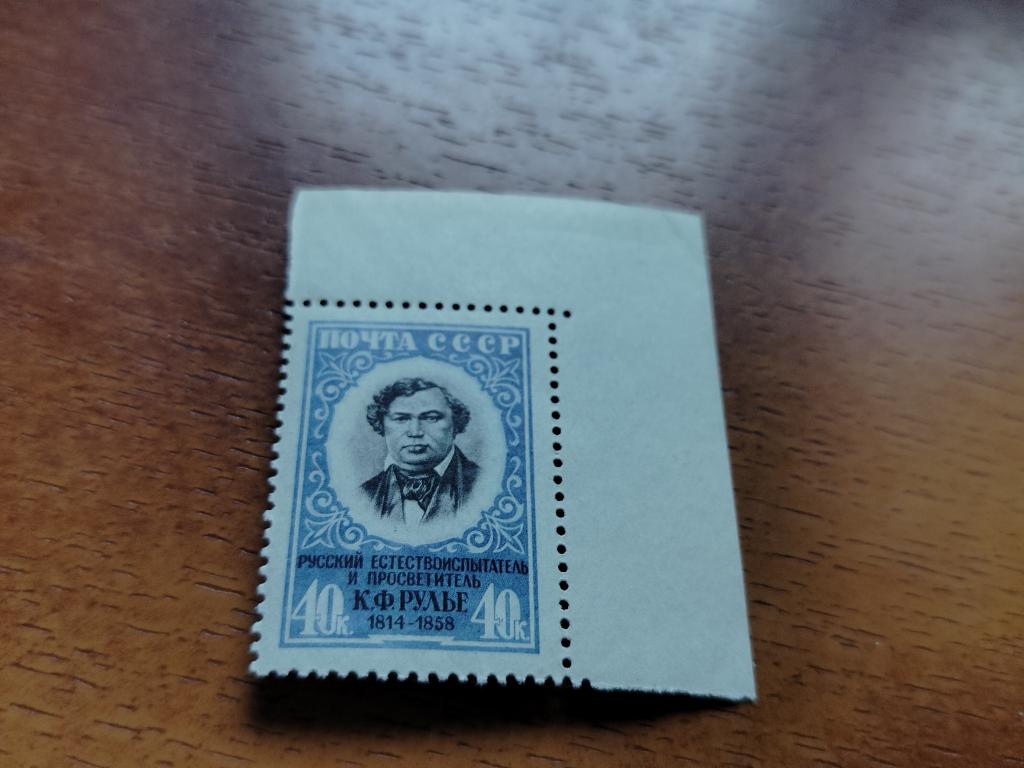 ПОЧТА СССР
РУССКИЙ ЕСТЕСТВОИСПЫТАТЕЛЬ
И ПРОСВЕТИТЕЛЬ
К.Ф.РУЛЬЕ
1814-1858
40к. 40к.